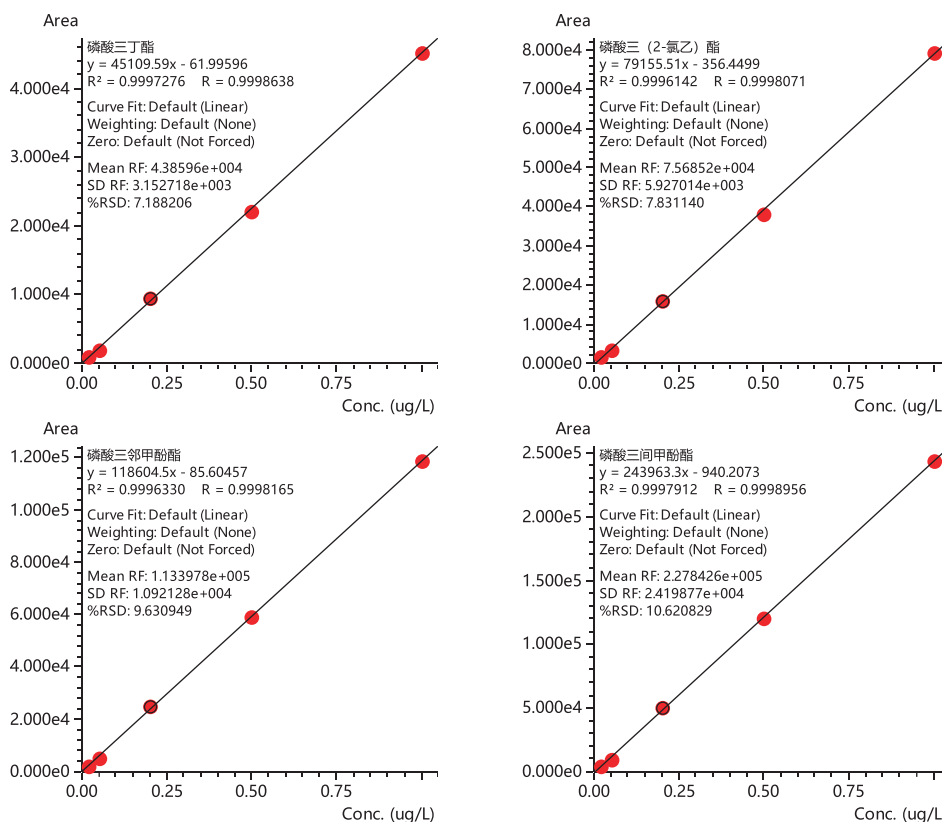 Area
磷酸三丁酯
y = 45109.59x - 61.99596
R² = 0.9997276 R = 0.9998638
Curve Fit: Default (Linear)
Weighting: Default (None)
Zero: Default (Not Forced)
Mean RF: 4.38596e+004
SD RF: 3.152718e+003
%RSD: 7.188206
4.000e4
3.000e4
2.000e4
1.000e4
0.000e0
0.00 0.25 0.50 0.75
Conc. (ug/L)
Area
磷酸三（2-氯乙）酯
y = 79155.51x - 356.4499
R² = 0.9996142 R = 0.9998071
Curve Fit: Default (Linear)
Weighting: Default (None)
Zero: Default (Not Forced)
Mean RF: 7.56852e+004
SD RF: 5.927014e+003
%RSD: 7.831140
8.000e4
7.000e4
6.000e4
5.000e4
4.000e4
3.000e4
2.000e4
1.000e4
0.000e0
0.00 0.25 0.50 0.75
Conc. (ug/L)
Area
磷酸三邻甲酚酯
y = 118604.5x - 85.60457
R² = 0.9996330 R = 0.9998165
Curve Fit: Default (Linear)
Weighting: Default (None)
Zero: Default (Not Forced)
Mean RF: 1.133978e+005
SD RF: 1.092128e+004
%RSD: 9.630949
1.200e5
1.000e5
8.000e4
6.000e4
4.000e4
2.000e4
0.000e0
0.00 0.25 0.50 0.75
Conc. (ug/L)
Area
磷酸三间甲酚酯
y = 243963.3x - 940.2073
R² = 0.9997912 R = 0.9998956
Curve Fit: Default (Linear)
Weighting: Default (None)
Zero: Default (Not Forced)
Mean RF: 2.278426e+005
SD RF: 2.419877e+004
%RSD: 10.620829
2.500e5
2.000e5
1.500e5
1.000e5
5.000e4
0.000e0
0.00 0.25 0.50 0.75
Conc. (ug/L)